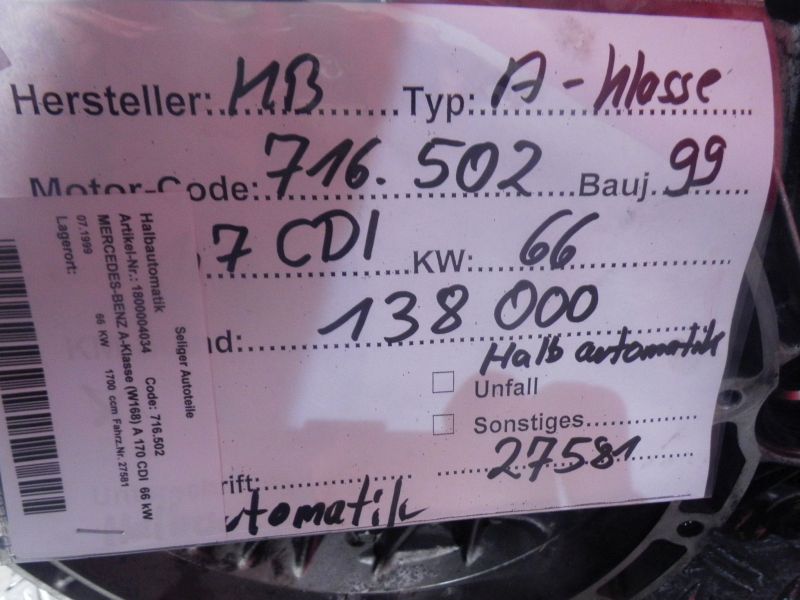 Hersteller: MB Typ: A-Klasse
Motor-Code: 716.502 Bauj. 99
7 CDI KW: 66
d: 138 000
Halbautomatik
Unfall
Sonstiges
27581
rift:
utomatik
Seliger Autoteile
Halbautomatik Code: 716.502
Artikel-Nr.: 1800004034
MERCEDES-BENZ A-Klasse (W168) A 170 CDI 66 kW
07.1999 66 KW 1700 ccm Fahrz.Nr. 27581
Lagerort: